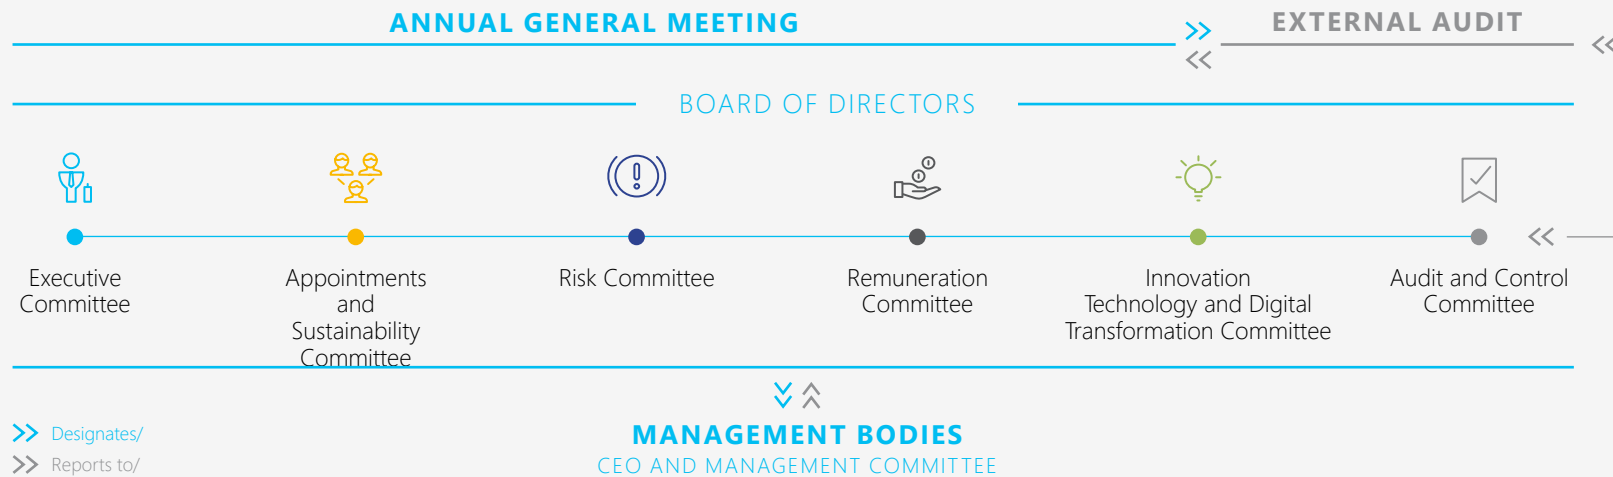 ANNUAL GENERAL MEETING
EXTERNAL AUDIT
BOARD OF DIRECTORS
Executive
Committee
Appointments
and
Sustainability
Committee
Risk Committee
Remuneration
Committee
Innovation
Technology and Digital
Transformation Committee
Audit and Control
Committee
Designates/
Reports to/
MANAGEMENT BODIES
CEO AND MANAGEMENT COMMITTEE